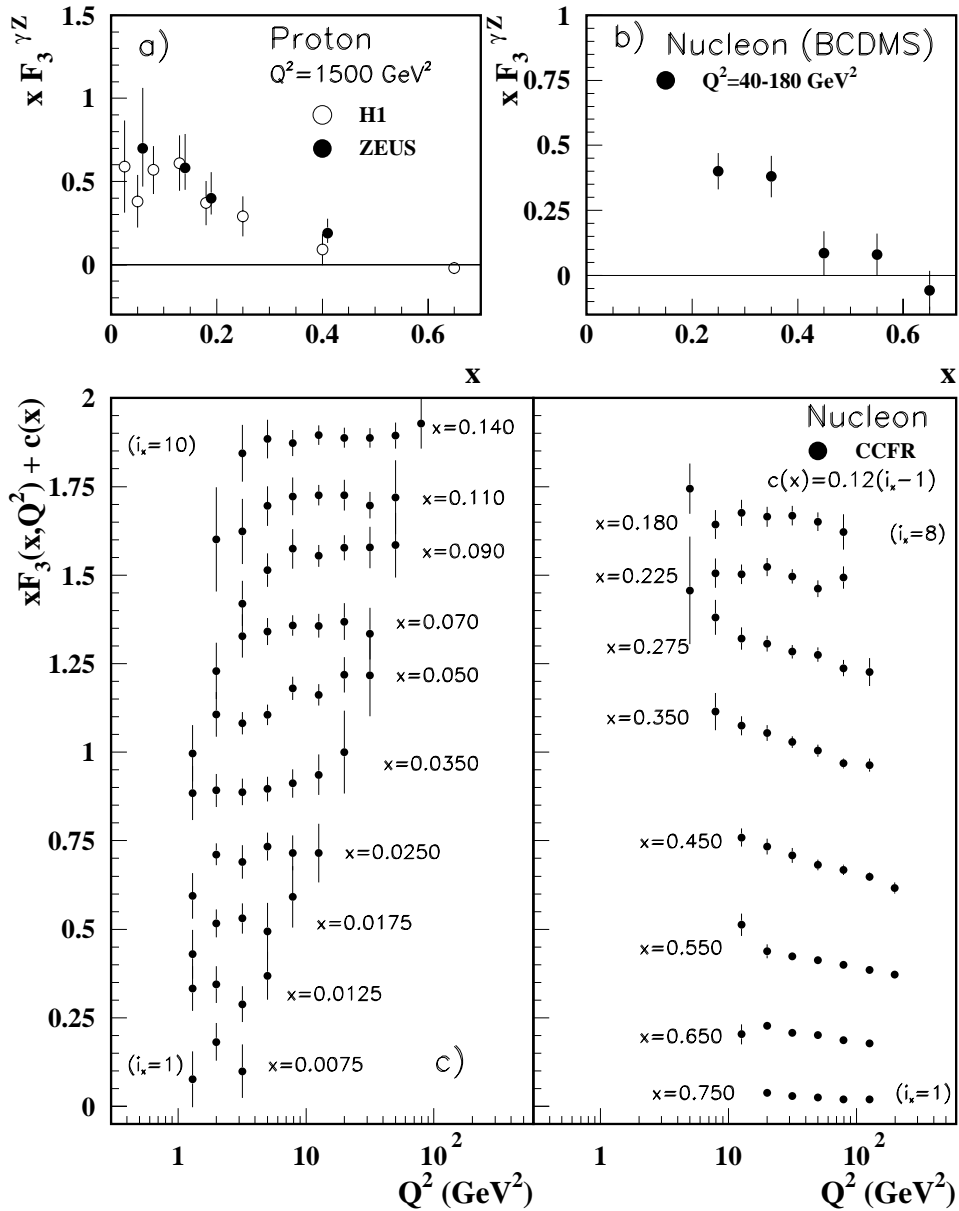 a)
Proton
Q²=1500 GeV²
H1
ZEUS
x F₃ ᵞᶻ
1.5
1
0.5
0
0 0.2 0.4 0.6
x
b)
Nucleon (BCDMS)
Q²=40-180 GeV²
x F₃ ᵞᶻ
1
0.75
0.5
0.25
0
0 0.2 0.4 0.6
x
xF₃(x,Q²) + c(x)
2
1.75
1.5
1.25
1
0.75
0.5
0.25
0
(iₓ=10)
x=0.140
x=0.110
x=0.090
x=0.070
x=0.050
x=0.0350
x=0.0250
x=0.0175
x=0.0125
(iₓ=1)
x=0.0075
c)
1 10 10²
Q² (GeV²)
Nucleon
CCFR
c(x)=0.12(iₓ-1)
x=0.180
(iₓ=8)
x=0.225
x=0.275
x=0.350
x=0.450
x=0.550
x=0.650
x=0.750
(iₓ=1)
1 10 10²
Q² (GeV²)